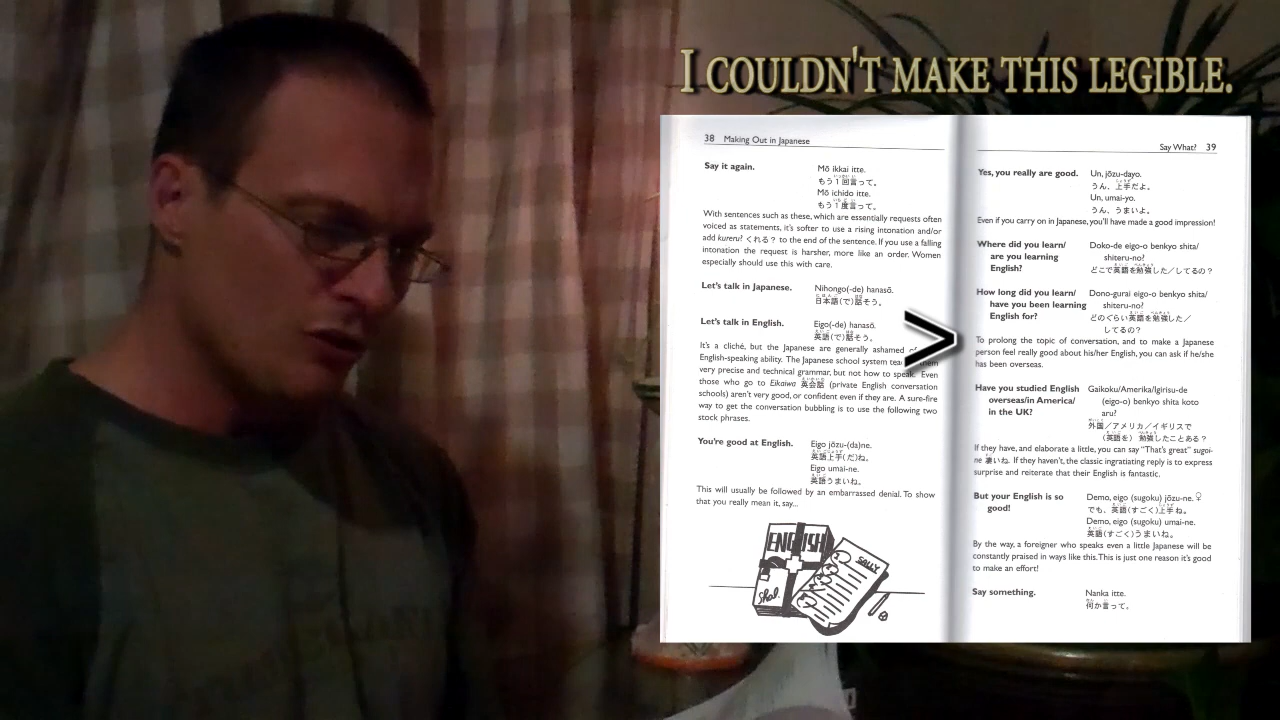 I COULDN'T MAKE THIS LEGIBLE.
38 Making Out in Japanese
Say it again. Mō ikkai itte.
もう1回言って。
Mō ichido itte.
もう1度言って。
With sentences such as these, which are essentially requests often
voiced as statements, it's softer to use a rising intonation and/or
add kureru? くれる? to the end of the sentence. If you use a falling
intonation the request is harsher, more like an order. Women
especially should use this with care.
Let's talk in Japanese. Nihongo(-de) hanasō.
日本語(で)話そう。
Let's talk in English. Eigo(-de) hanasō.
英語(で)話そう。
It's a cliché, but the Japanese are generally ashamed of
English-speaking ability. The Japanese school system them
very precise and technical grammar, but not how to speak. Even
those who go to Eikaiwa 英会話 (private English conversation
schools) aren't very good, or confident even if they are. A sure-fire
way to get the conversation bubbling is to use the following two
stock phrases.
You're good at English. Eigo jōzu-(da)ne.
英語上手(だ)ね。
Eigo umai-ne.
英語うまいね。
This will usually be followed by an embarrassed denial. To show
that you really mean it, say...
ENGLISH
SALLY
>
Say What? 39
Yes, you really are good. Un, jōzu-dayo.
うん、上手だよ。
Un, umai-yo.
うん、うまいよ。
Even if you carry on in Japanese, you'll have made a good impression!
Where did you learn/ Doko-de eigo-o benkyo shita/
are you learning shiteru-no?
English? どこで英語を勉強した/してるの?
How long did you learn/ Dono-gurai eigo-o benkyo shita/
have you been learning shiteru-no?
English for? どのぐらい英語を勉強した/
してるの?
To prolong the topic of conversation, and to make a Japanese
person feel really good about his/her English, you can ask if he/she
has been overseas.
Have you studied English Gaikoku/Amerika/Igirisu-de
overseas/in America/ (eigo-o) benkyo shita koto
in the UK? aru?
外国/アメリカ/イギリスで
(英語を) 勉強したことある?
If they have, and elaborate a little, you can say "That's great" sugoi-
ne 凄いね. If they haven't, the classic ingratiating reply is to express
surprise and reiterate that their English is fantastic.
But your English is so Demo, eigo (sugoku) jōzu-ne. ♀
good! でも、英語(すごく)上手ね。
Demo, eigo (sugoku) umai-ne.
英語(すごく)うまいね。
By the way, a foreigner who speaks even a little Japanese will be
constantly praised in ways like this. This is just one reason it's good
to make an effort!
Say something. Nanka itte.
何か言って。